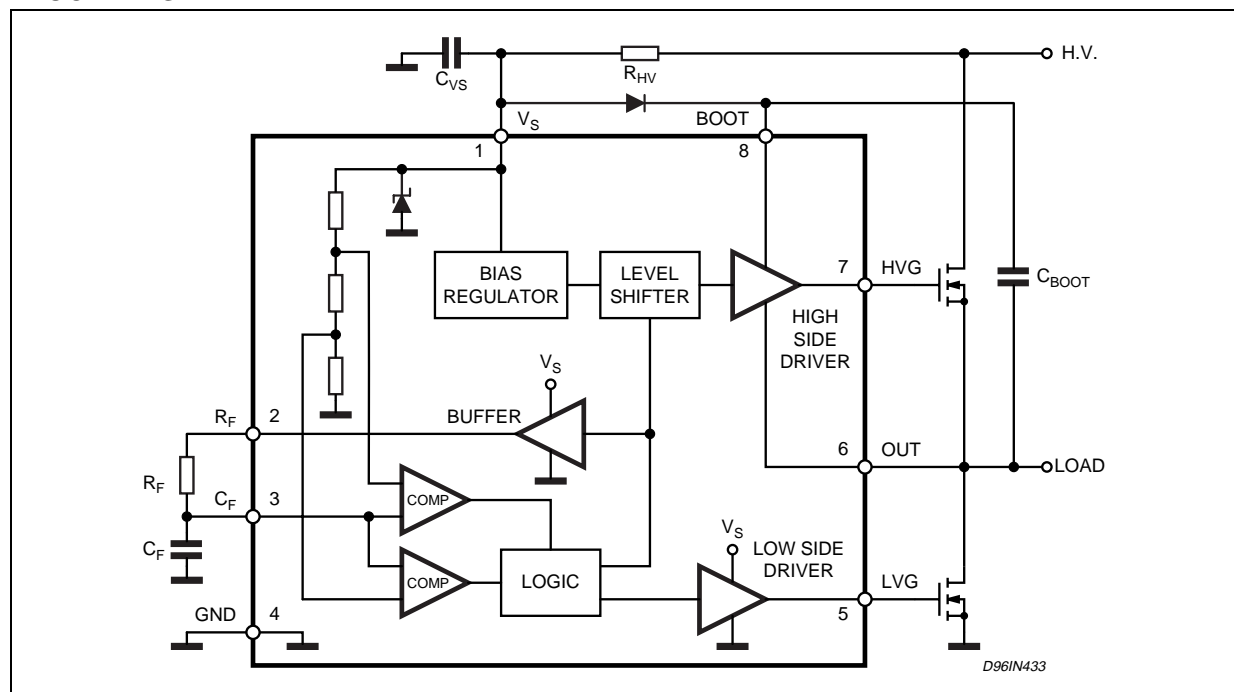 H.V.
C_VS
R_HV
V_S
BOOT
1
8
BIAS
REGULATOR
LEVEL
SHIFTER
7
HVG
C_BOOT
HIGH
SIDE
DRIVER
V_S
R_F
2
BUFFER
6
OUT
LOAD
R_F
C_F
3
COMP
C_F
V_S
LOW SIDE
DRIVER
COMP
LOGIC
LVG
GND
4
5
D96IN433